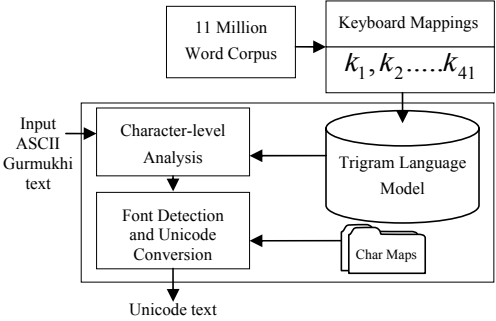 11 Million
Word Corpus
Keyboard Mappings
k1, k2.....k41
Input
ASCII
Gurmukhi
text
Character-level
Analysis
Trigram Language
Model
Font Detection
and Unicode
Conversion
Char Maps
Unicode text